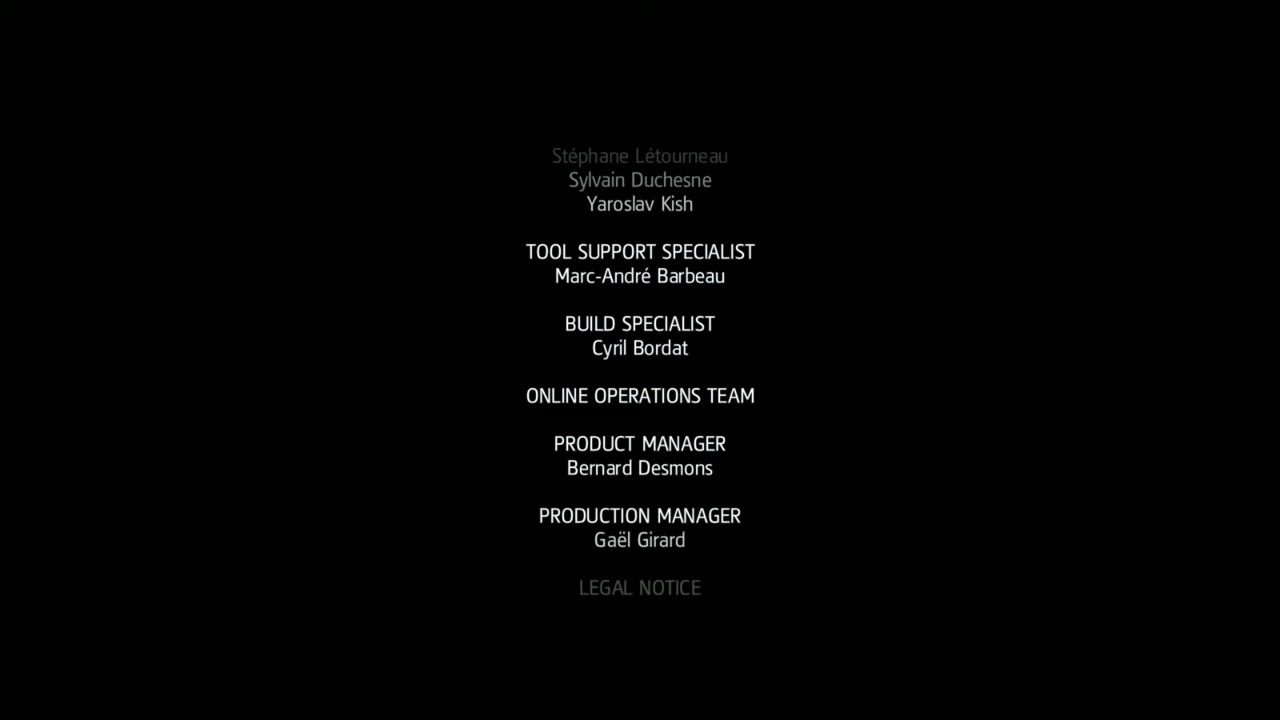 Stéphane Létourneau
Sylvain Duchesne
Yaroslav Kish
TOOL SUPPORT SPECIALIST
Marc-André Barbeau
BUILD SPECIALIST
Cyril Bordat
ONLINE OPERATIONS TEAM
PRODUCT MANAGER
Bernard Desmons
PRODUCTION MANAGER
Gaël Girard
LEGAL NOTICE